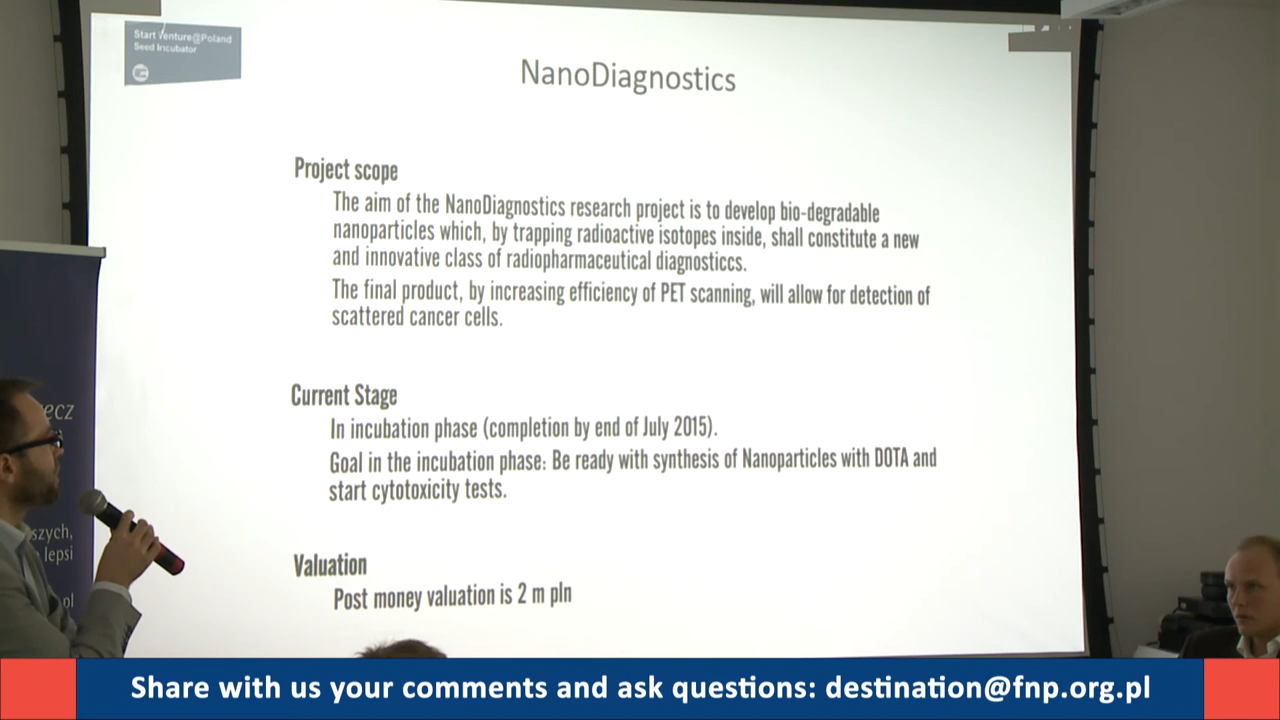 Start Venture@Poland
Seed Incubator
NanoDiagnostics
Project scope
The aim of the NanoDiagnostics research project is to develop bio-degradable
nanoparticles which, by trapping radioactive isotopes inside, shall constitute a new
and innovative class of radiopharmaceutical diagnosticcs.
The final product, by increasing efficiency of PET scanning, will allow for detection of
scattered cancer cells.
Current Stage
In incubation phase (completion by end of July 2015).
Goal in the incubation phase: Be ready with synthesis of Nanoparticles with DOTA and
start cytotoxicity tests.
Valuation
Post money valuation is 2 m pln
ecz
szych,
lepsi
pl
Share with us your comments and ask questions: destination@fnp.org.pl